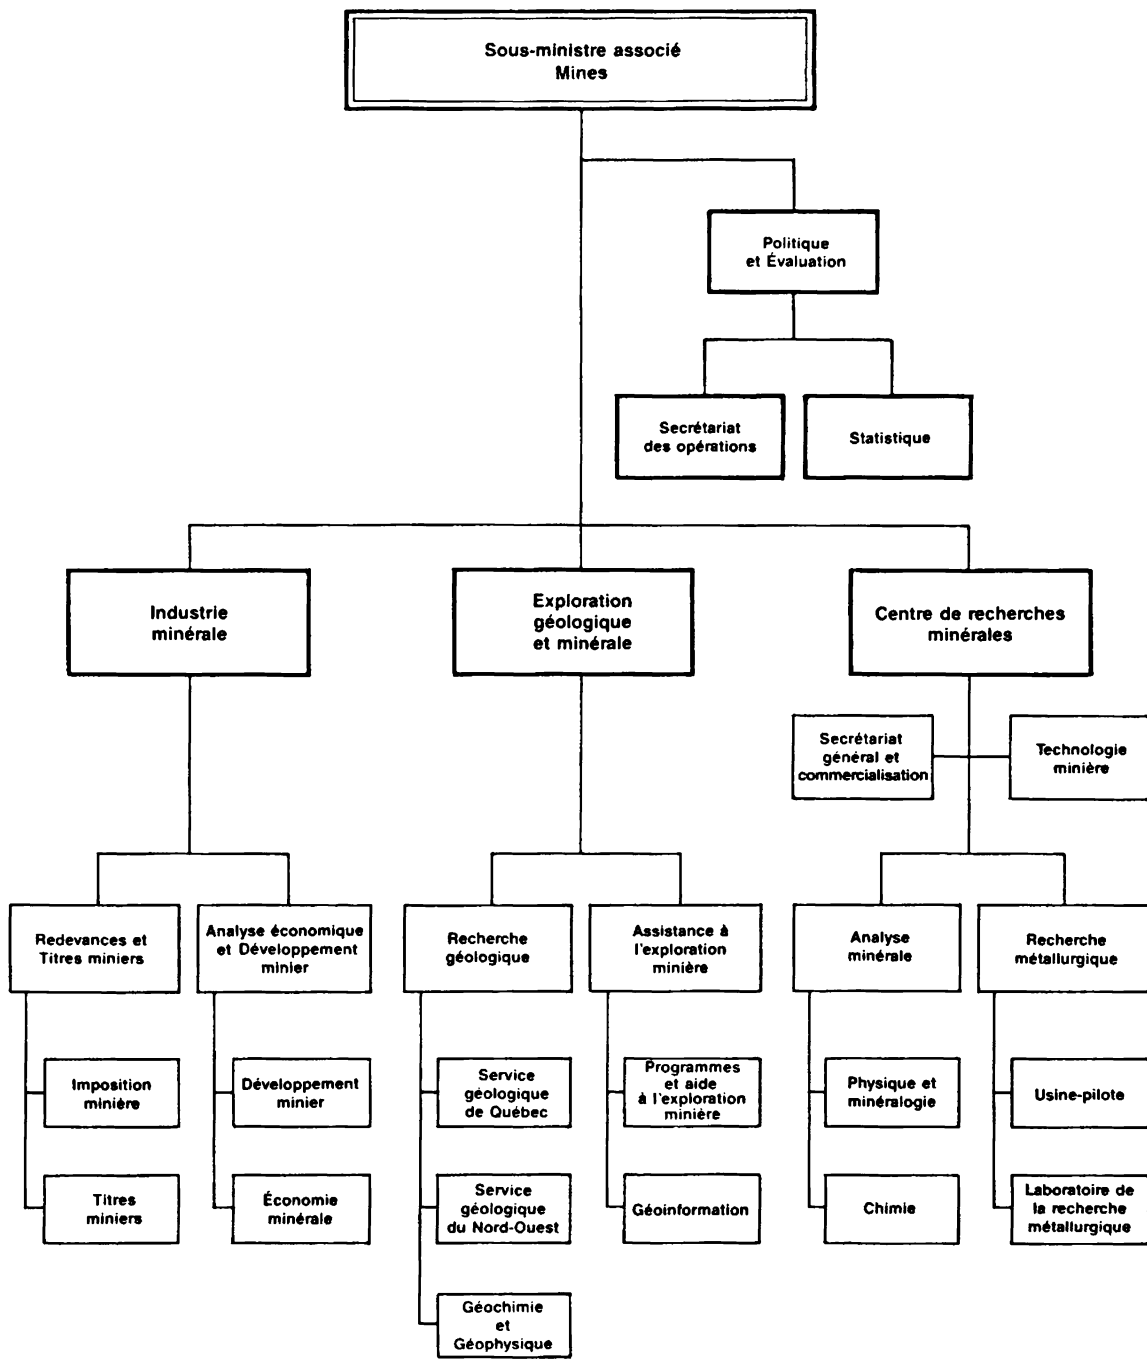 Sous-ministre associé
Mines
Politique
et Évaluation
Secrétariat
des opérations
Statistique
Industrie
minérale
Exploration
géologique
et minérale
Centre de recherches
minérales
Secrétariat
général et
commercialisation
Technologie
minière
Redevances et
Titres miniers
Analyse économique
et Développement
minier
Recherche
géologique
Assistance à
l'exploration
minière
Analyse
minérale
Recherche
métallurgique
Imposition
minière
Développement
minier
Service
géologique
de Québec
Programmes
et aide
à l'exploration
minière
Physique et
minéralogie
Usine-pilote
Titres
miniers
Économie
minérale
Service
géologique
du Nord-Ouest
Géoinformation
Chimie
Laboratoire de
la recherche
métallurgique
Géochimie
et
Géophysique